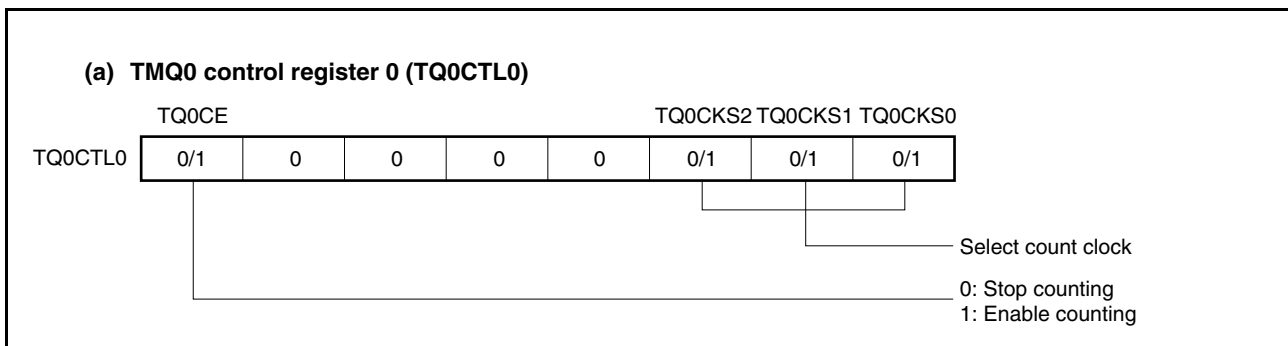 (a) TMQ0 control register 0 (TQ0CTL0)
TQ0CE TQ0CKS2 TQ0CKS1 TQ0CKS0
TQ0CTL0 0/1 0 0 0 0 0/1 0/1 0/1
Select count clock
0: Stop counting
1: Enable counting